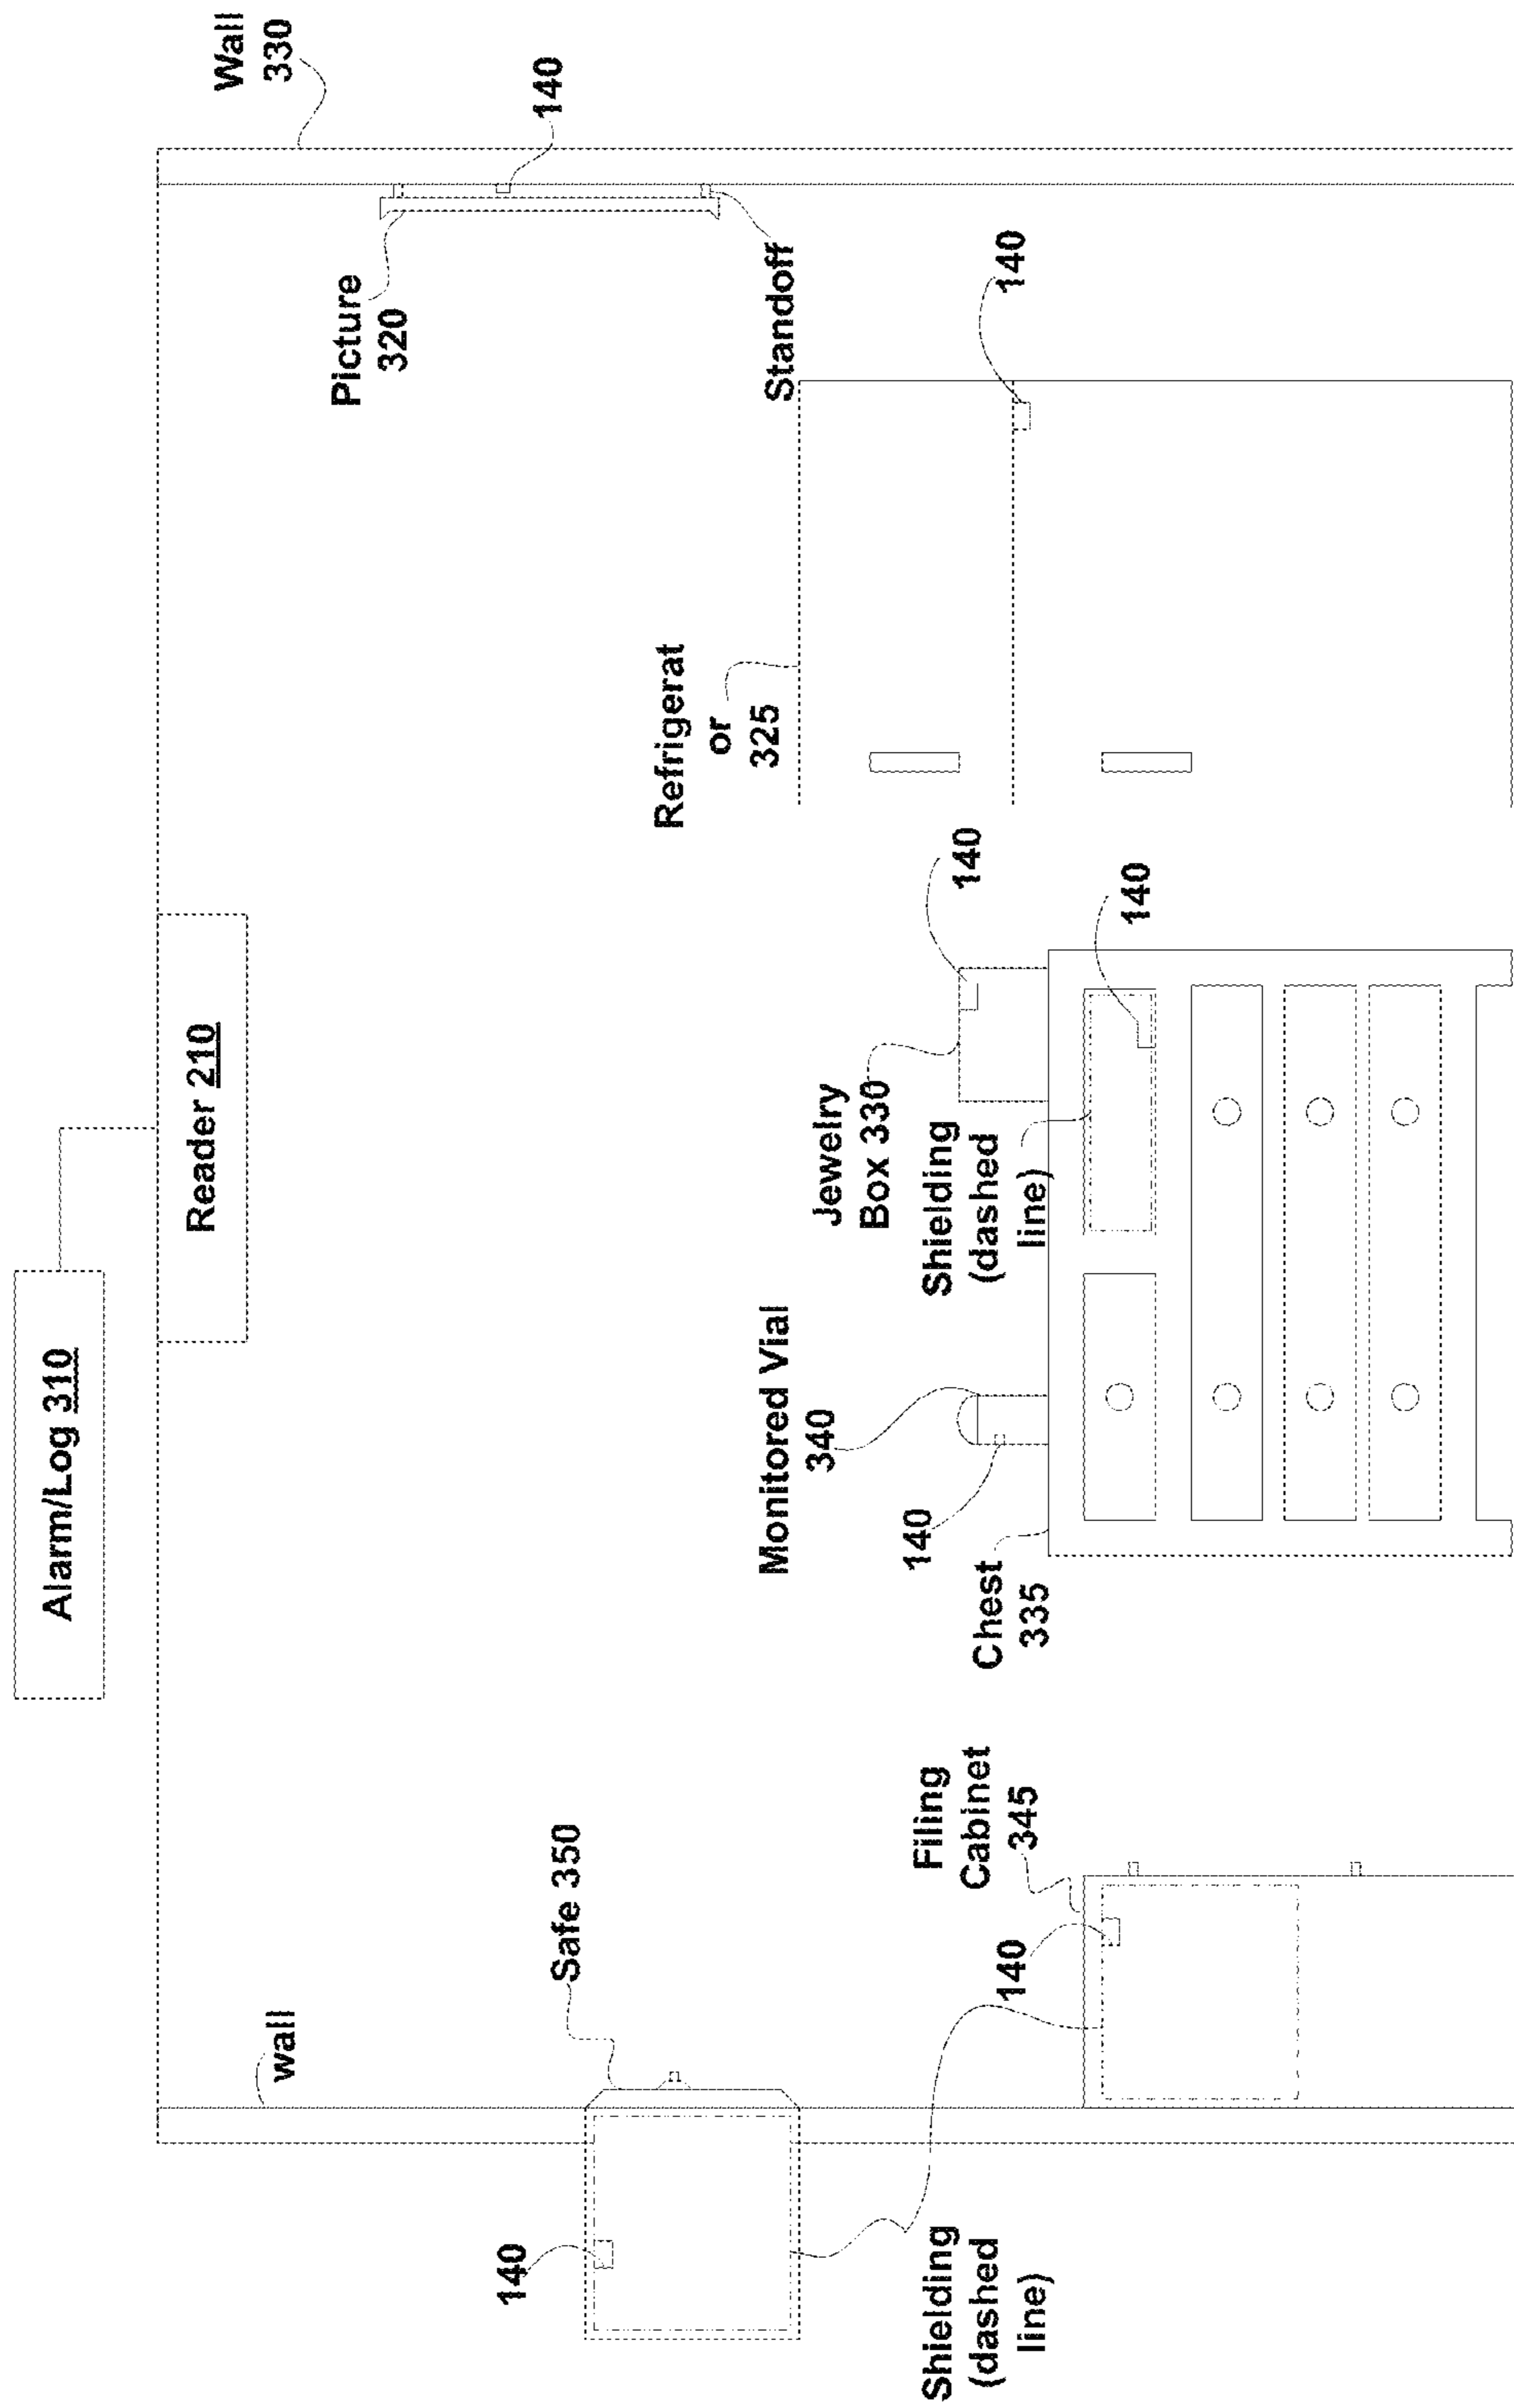 Alarm/Log 310
Reader 210
wall
Wall
330
140
Picture
320
Standoff
Safe 350
140
Refrigerat
or
325
140
Monitored Vial
340
140
Jewelry
Box 330
140
Shielding
(dashed
line)
140
Chest
335
Filing
Cabinet
345
140
Shielding
(dashed
line)